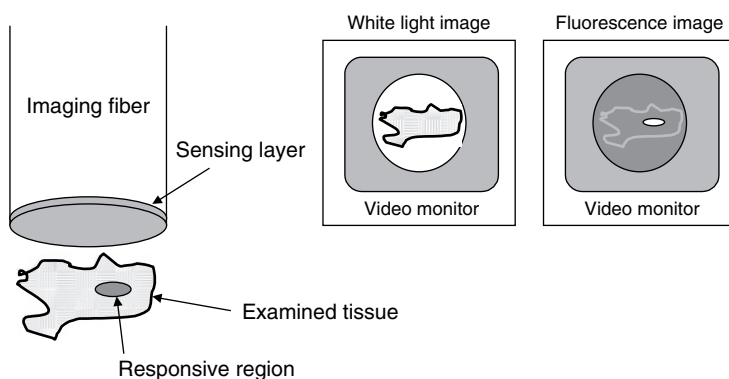 White light image
Fluorescence image
Imaging fiber
Sensing layer
Video monitor
Video monitor
Examined tissue
Responsive region